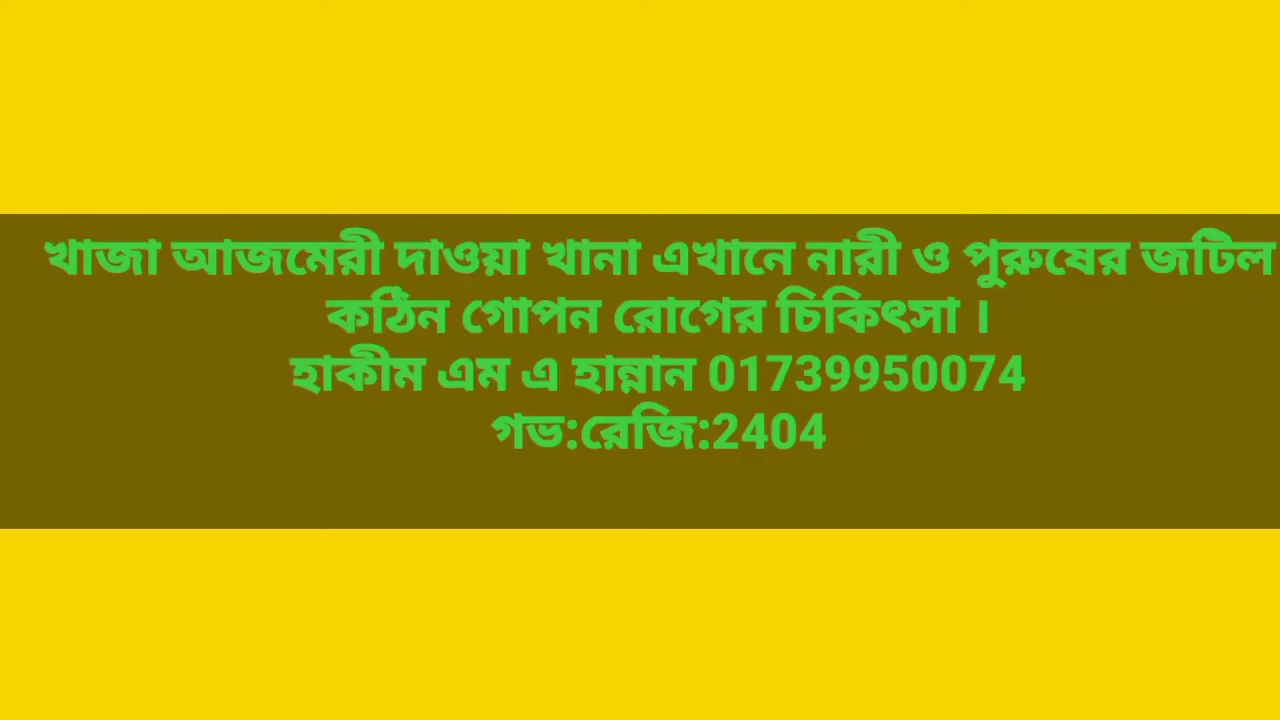 খাজা আজমেরী দাওয়া খানা এখানে নারী ও পুরুষের জটিল
কঠিন গোপন রোগের চিকিৎসা ।
হাকীম এম এ হান্নান 01739950074
গভ:রেজি:2404